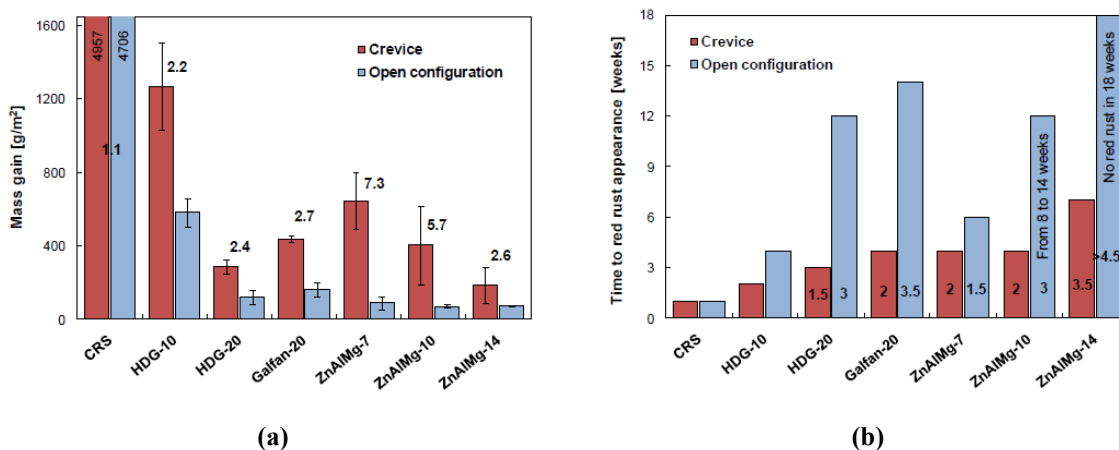 1600
1200
800
400
0
Mass gain [g/m²]
4957
4706
1.1
2.2
2.4
2.7
7.3
5.7
2.6
Crevice
Open configuration
CRS
HDG-10
HDG-20
Galfan-20
ZnAlMg-7
ZnAlMg-10
ZnAlMg-14
(a)
18
15
12
9
6
3
0
Time to red rust appearance [weeks]
Crevice
Open configuration
1.5
3
2
3.5
2
1.5
2
3
From 8 to 14 weeks
3.5
>4.5
No red rust in 18 weeks
CRS
HDG-10
HDG-20
Galfan-20
ZnAlMg-7
ZnAlMg-10
ZnAlMg-14
(b)